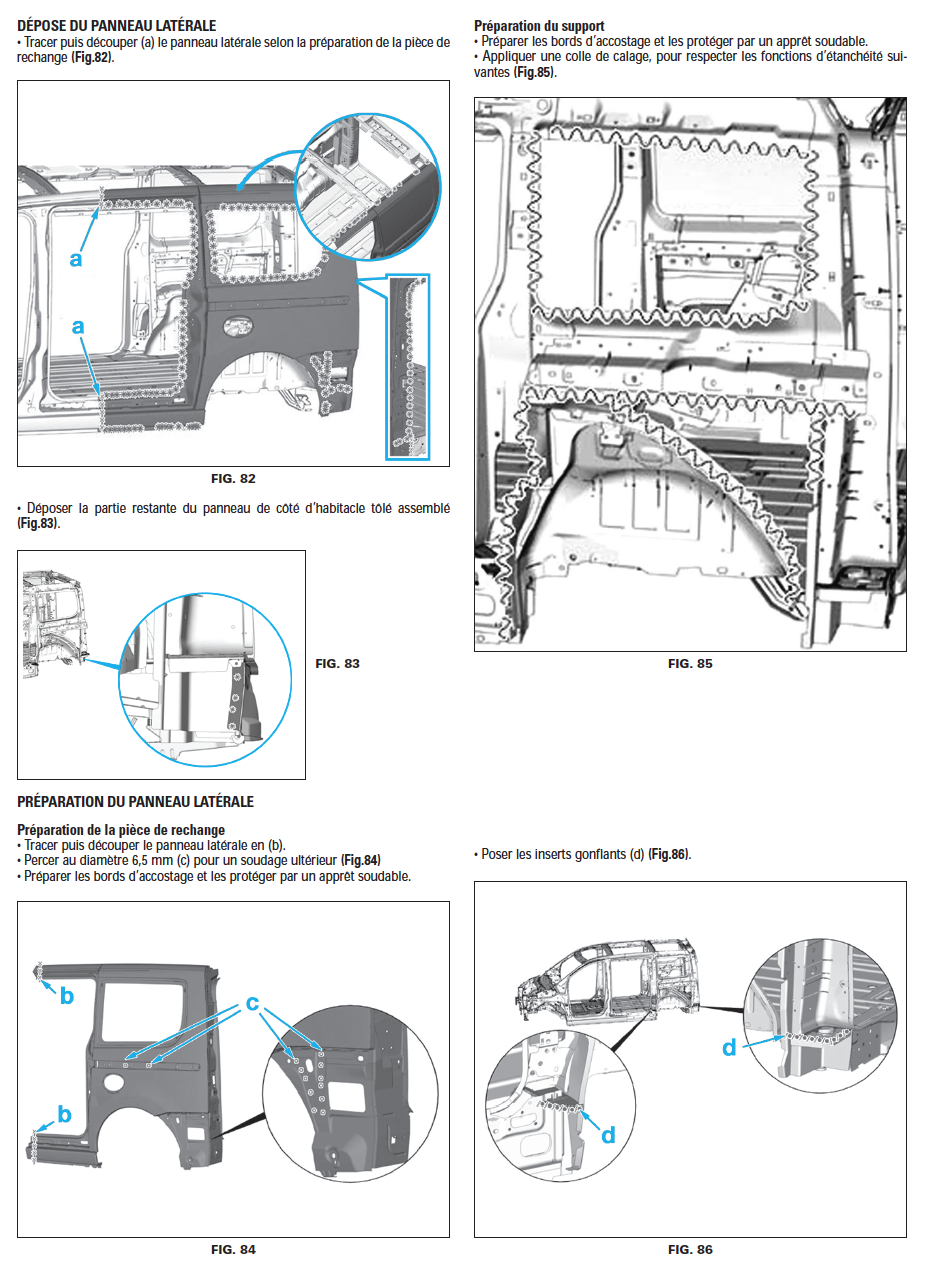 DÉPOSE DU PANNEAU LATÉRALE
• Tracer puis découper (a) le panneau latérale selon la préparation de la pièce de
rechange (Fig.82).
a
a
FIG. 82
• Déposer la partie restante du panneau de côté d'habitacle tôlé assemblé
(Fig.83).
FIG. 83
Préparation du support
• Préparer les bords d'accostage et les protéger par un apprêt soudable.
• Appliquer une colle de calage, pour respecter les fonctions d'étanchéité sui-
vantes (Fig.85).
FIG. 85
PRÉPARATION DU PANNEAU LATÉRALE
Préparation de la pièce de rechange
• Tracer puis découper le panneau latérale en (b).
• Percer au diamètre 6,5 mm (c) pour un soudage ultérieur (Fig.84)
• Préparer les bords d'accostage et les protéger par un apprêt soudable.
b
c
b
FIG. 84
• Poser les inserts gonflants (d) (Fig.86).
d
d
FIG. 86